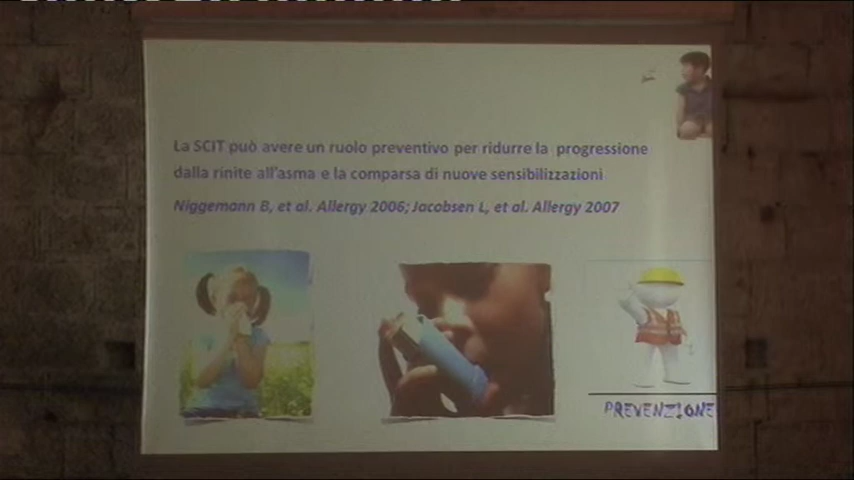 La SCIT può avere un ruolo preventivo per ridurre la progressione
dalla rinite all'asma e la comparsa di nuove sensibilizzazioni
Niggemann B, et al. Allergy 2006; Jacobsen L, et al. Allergy 2007
PREVENZIONE